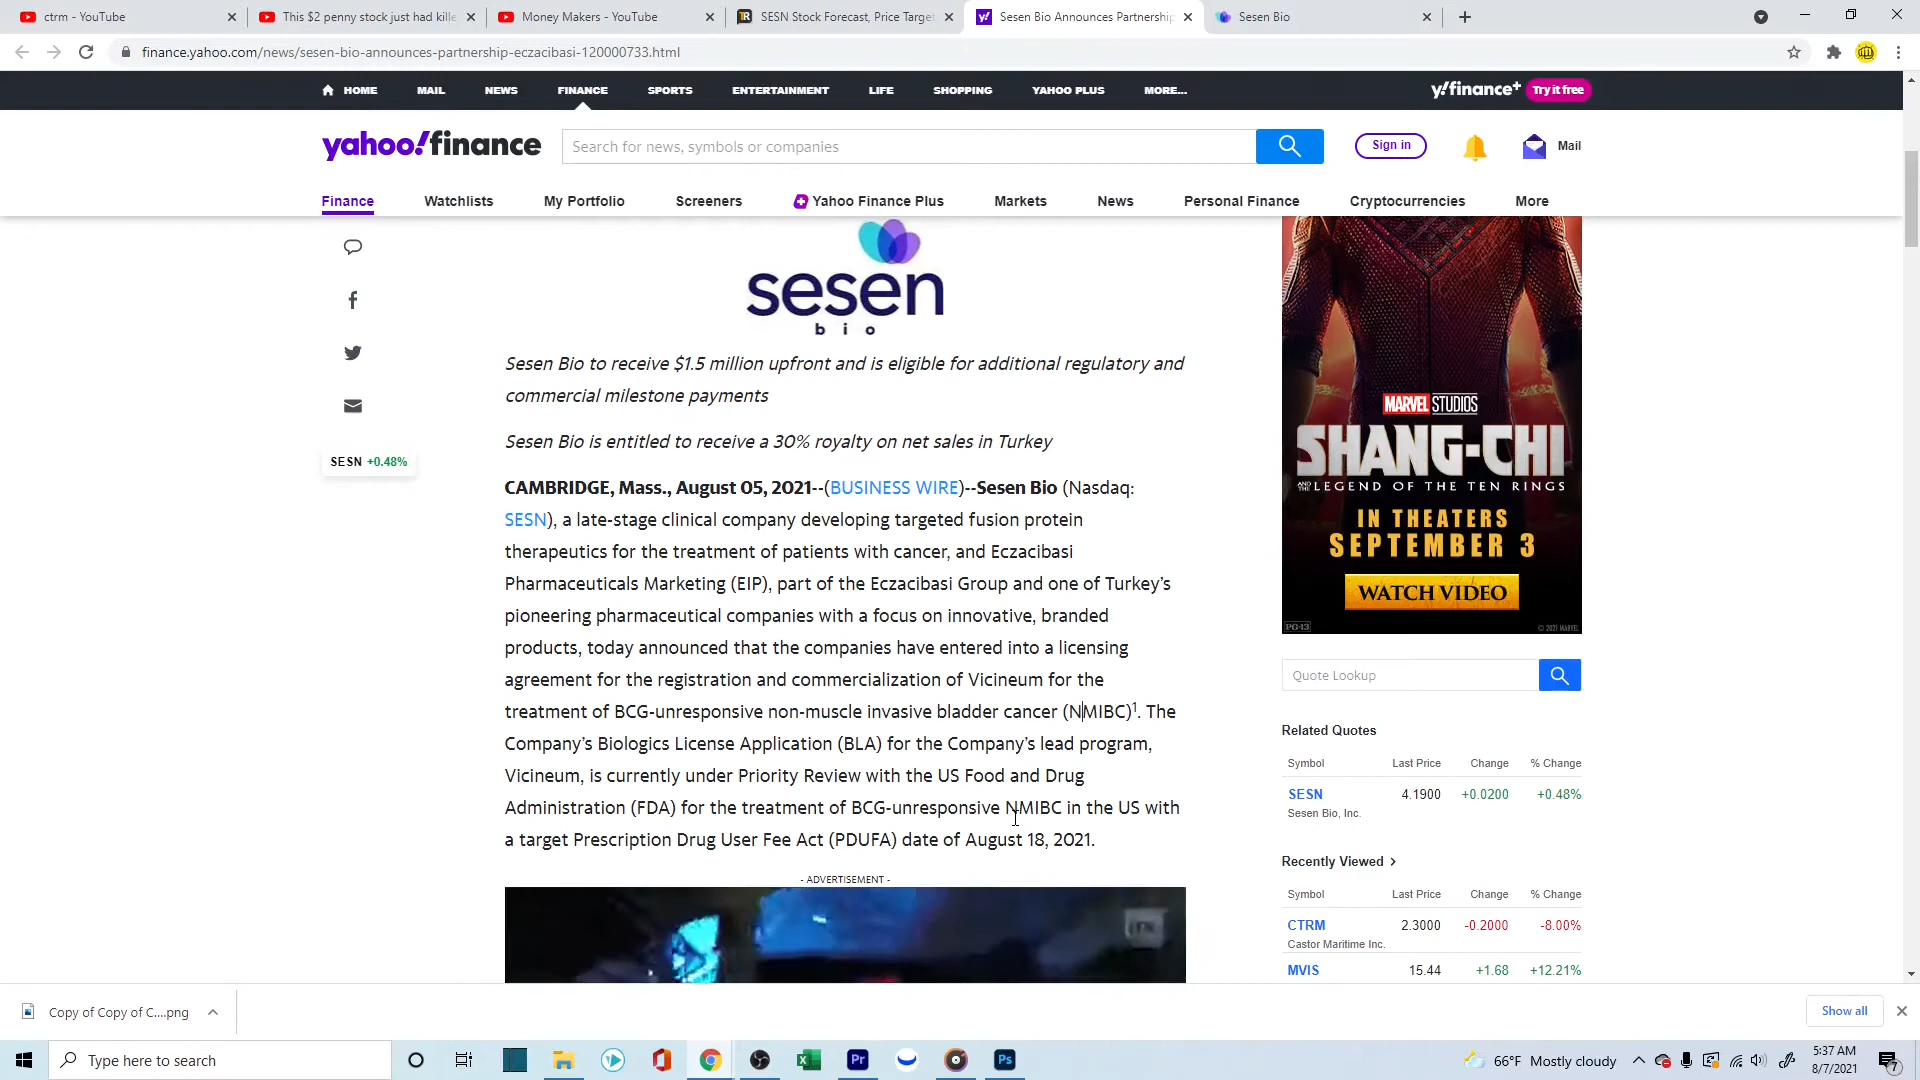 ctrm - YouTube
This $2 penny stock just had kille
Money Makers - YouTube
SESN Stock Forecast, Price Targe
Sesen Bio Announces Partnership
Sesen Bio
finance.yahoo.com/news/sesen-bio-announces-partnership-eczacibasi-120000733.html
HOME MAIL NEWS FINANCE SPORTS ENTERTAINMENT LIFE SHOPPING YAHOO PLUS MORE...
y!finance+ Try it free
yahoo!finance
Search for news, symbols or companies
Sign in
Mail
Finance Watchlists My Portfolio Screeners Yahoo Finance Plus Markets News Personal Finance Cryptocurrencies More
sesen
bio
Sesen Bio to receive $1.5 million upfront and is eligible for additional regulatory and
commercial milestone payments
Sesen Bio is entitled to receive a 30% royalty on net sales in Turkey
SESN +0.48%
CAMBRIDGE, Mass., August 05, 2021--(BUSINESS WIRE)--Sesen Bio (Nasdaq:
SESN), a late-stage clinical company developing targeted fusion protein
therapeutics for the treatment of patients with cancer, and Eczacibasi
Pharmaceuticals Marketing (EIP), part of the Eczacibasi Group and one of Turkey's
pioneering pharmaceutical companies with a focus on innovative, branded
products, today announced that the companies have entered into a licensing
agreement for the registration and commercialization of Vicineum for the
treatment of BCG-unresponsive non-muscle invasive bladder cancer (NMIBC)¹. The
Company's Biologics License Application (BLA) for the Company's lead program,
Vicineum, is currently under Priority Review with the US Food and Drug
Administration (FDA) for the treatment of BCG-unresponsive NMIBC in the US with
a target Prescription Drug User Fee Act (PDUFA) date of August 18, 2021.
- ADVERTISEMENT -
MARVEL STUDIOS
SHANG-CHI
AND THE LEGEND OF THE TEN RINGS
IN THEATERS
SEPTEMBER 3
WATCH VIDEO
PG-13 © 2021 MARVEL
Quote Lookup
Related Quotes
Symbol Last Price Change % Change
SESN 4.1900 +0.0200 +0.48%
Sesen Bio, Inc.
Recently Viewed >
Symbol Last Price Change % Change
CTRM 2.3000 -0.2000 -8.00%
Castor Maritime Inc.
MVIS 15.44 +1.68 +12.21%
Copy of Copy of C....png
Show all
Type here to search
Pr
Ps
66°F Mostly cloudy
5:37 AM
8/7/2021
7